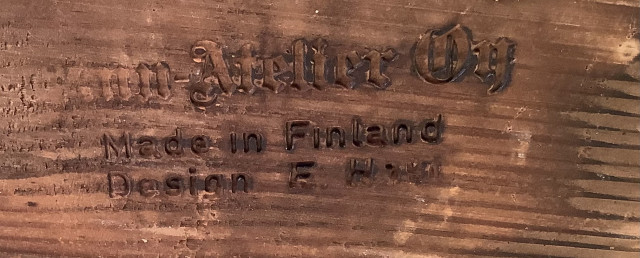 -Atelier Oy
Made in Finland
Design E.